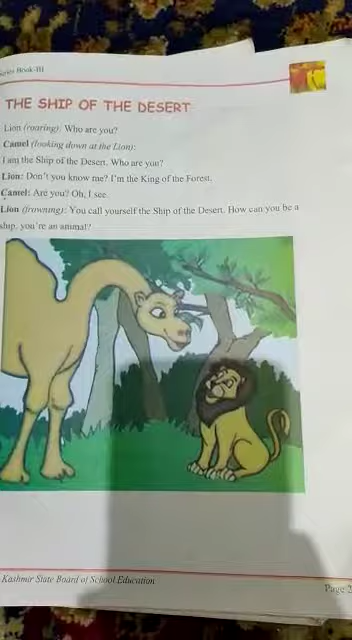 Series Book-III
THE SHIP OF THE DESERT
Lion (roaring): Who are you?
Camel (looking down at the Lion):
I am the Ship of the Desert. Who are you?
Lion: Don't you know me? I'm the King of the Forest.
Camel: Are you? Oh, I see.
Lion (frowning): You call yourself the Ship of the Desert. How can you be a
ship, you're an animal?
Kashmir State Board of School Education
Page 2